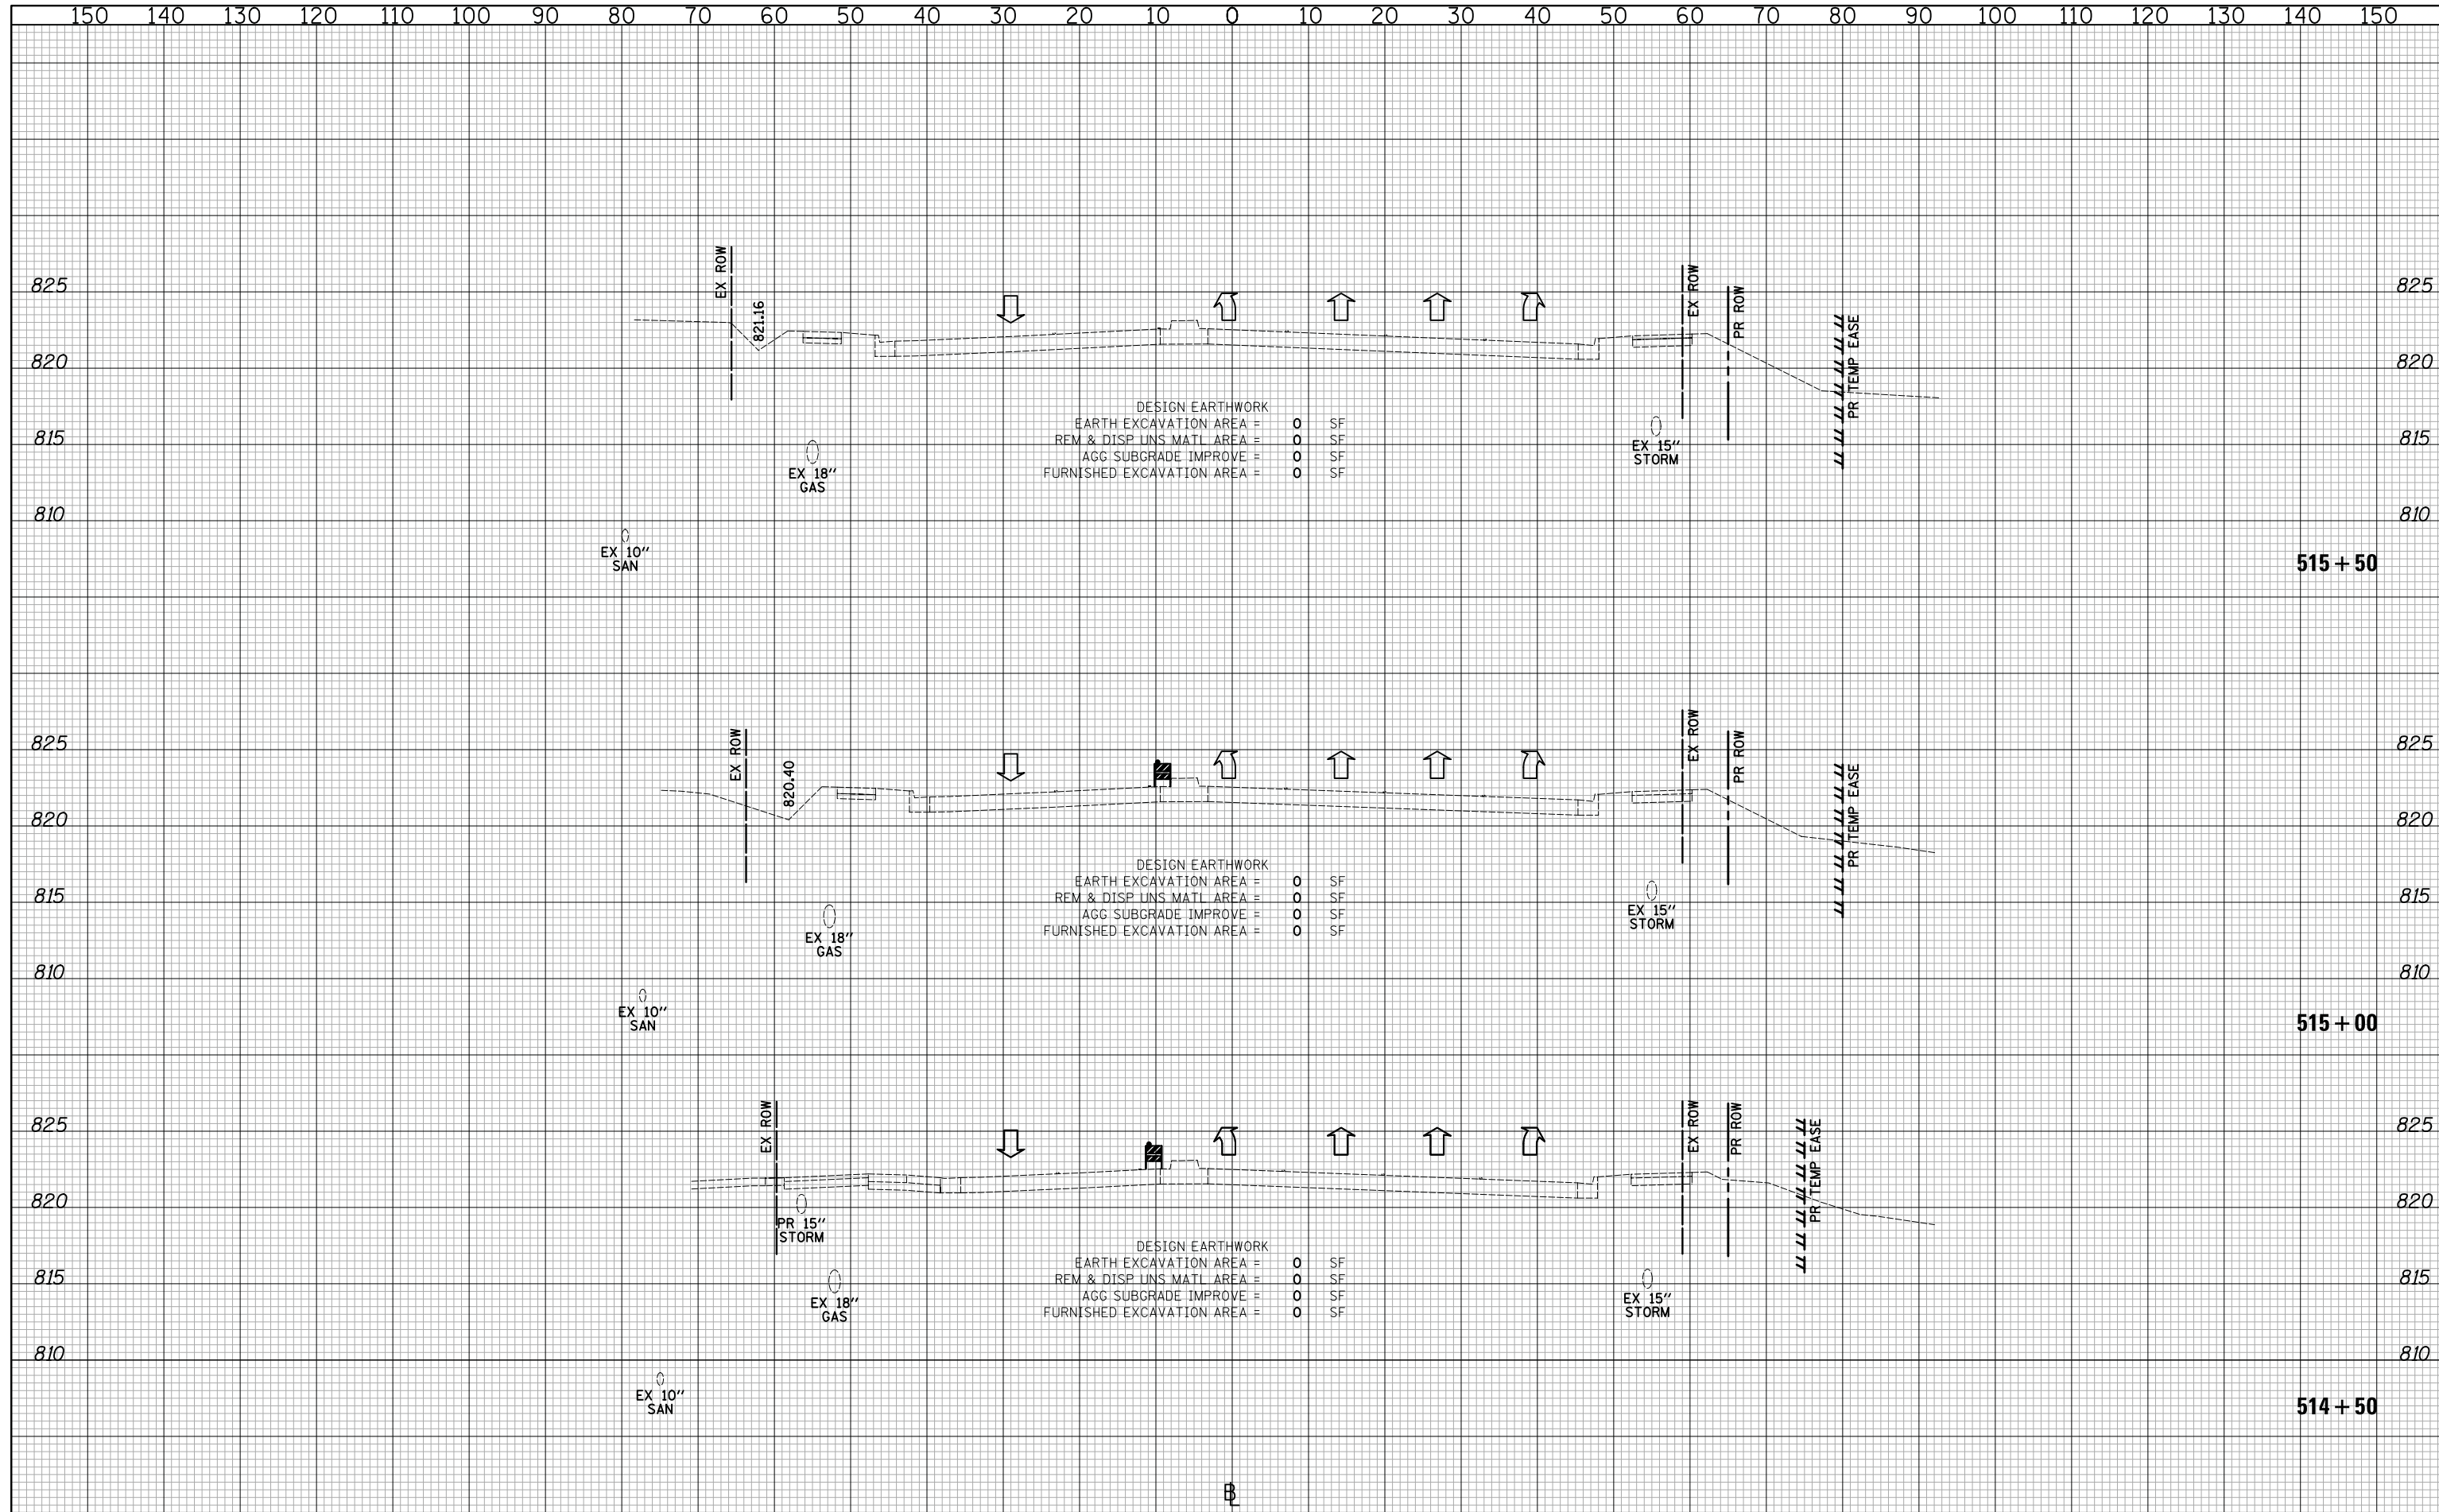 150 140 130 120 110 100 90 80 70 60 50 40 30 20 10 0 10 20 30 40 50 60 70 80 90 100 110 120 130 140 150
EX ROW
821.16
EX ROW
PR ROW
PR TEMP EASE
825 825
820 820
DESIGN EARTHWORK
EARTH EXCAVATION AREA = 0 SF
REM & DISP UNS MATL AREA = 0 SF
AGG SUBGRADE IMPROVE = 0 SF
FURNISHED EXCAVATION AREA = 0 SF
815 815
EX 18"
GAS
EX 15"
STORM
810 810
EX 10"
SAN
515+50
EX ROW
820.40
EX ROW
PR ROW
PR TEMP EASE
825 825
820 820
DESIGN EARTHWORK
EARTH EXCAVATION AREA = 0 SF
REM & DISP UNS MATL AREA = 0 SF
AGG SUBGRADE IMPROVE = 0 SF
FURNISHED EXCAVATION AREA = 0 SF
815 815
EX 18"
GAS
EX 15"
STORM
810 810
EX 10"
SAN
515+00
EX ROW
EX ROW
PR ROW
PR TEMP EASE
825 825
820 820
PR 15"
STORM
DESIGN EARTHWORK
EARTH EXCAVATION AREA = 0 SF
REM & DISP UNS MATL AREA = 0 SF
AGG SUBGRADE IMPROVE = 0 SF
FURNISHED EXCAVATION AREA = 0 SF
815 815
EX 18"
GAS
EX 15"
STORM
810 810
EX 10"
SAN
514+50
BL